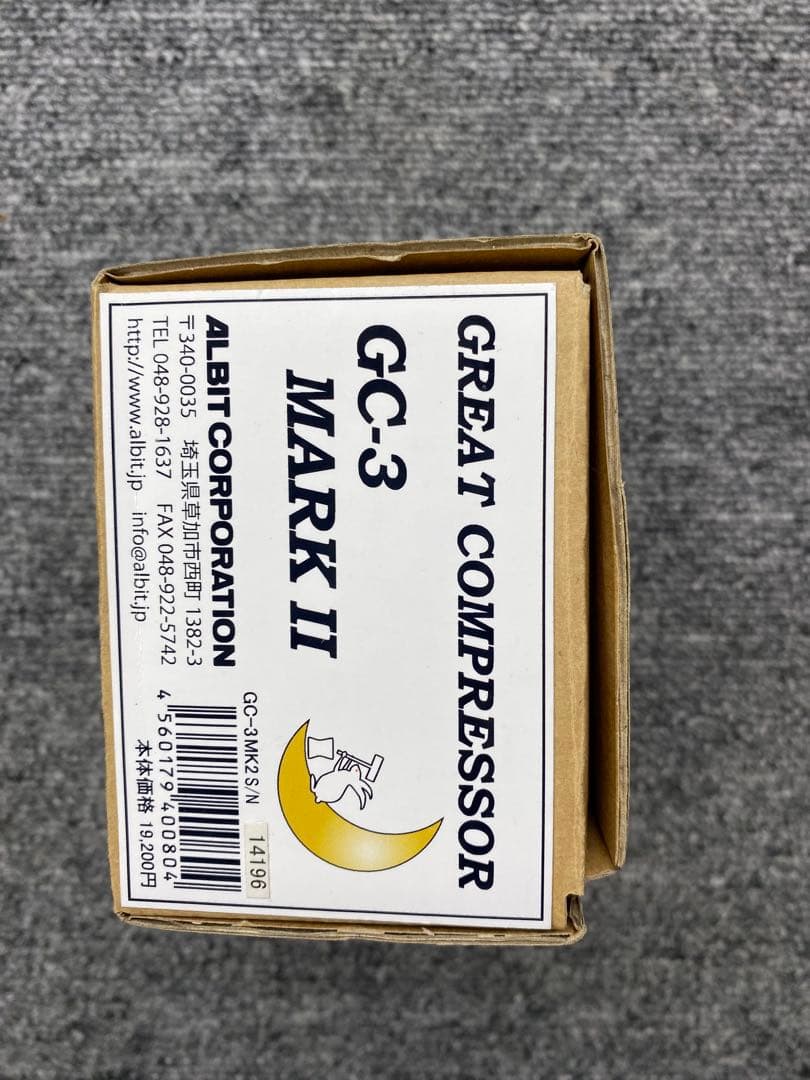 GREAT COMPRESSOR
GC-3
MARK II
ALBIT CORPORATION
〒340-0035 埼玉県草加市西町 1382-3
TEL 048-928-1637 FAX 048-922-5742
http://www.albit.jp info@albit.jp
GC-3MK2 S/N 14196
4 560179 400804
本体価格 19,200円